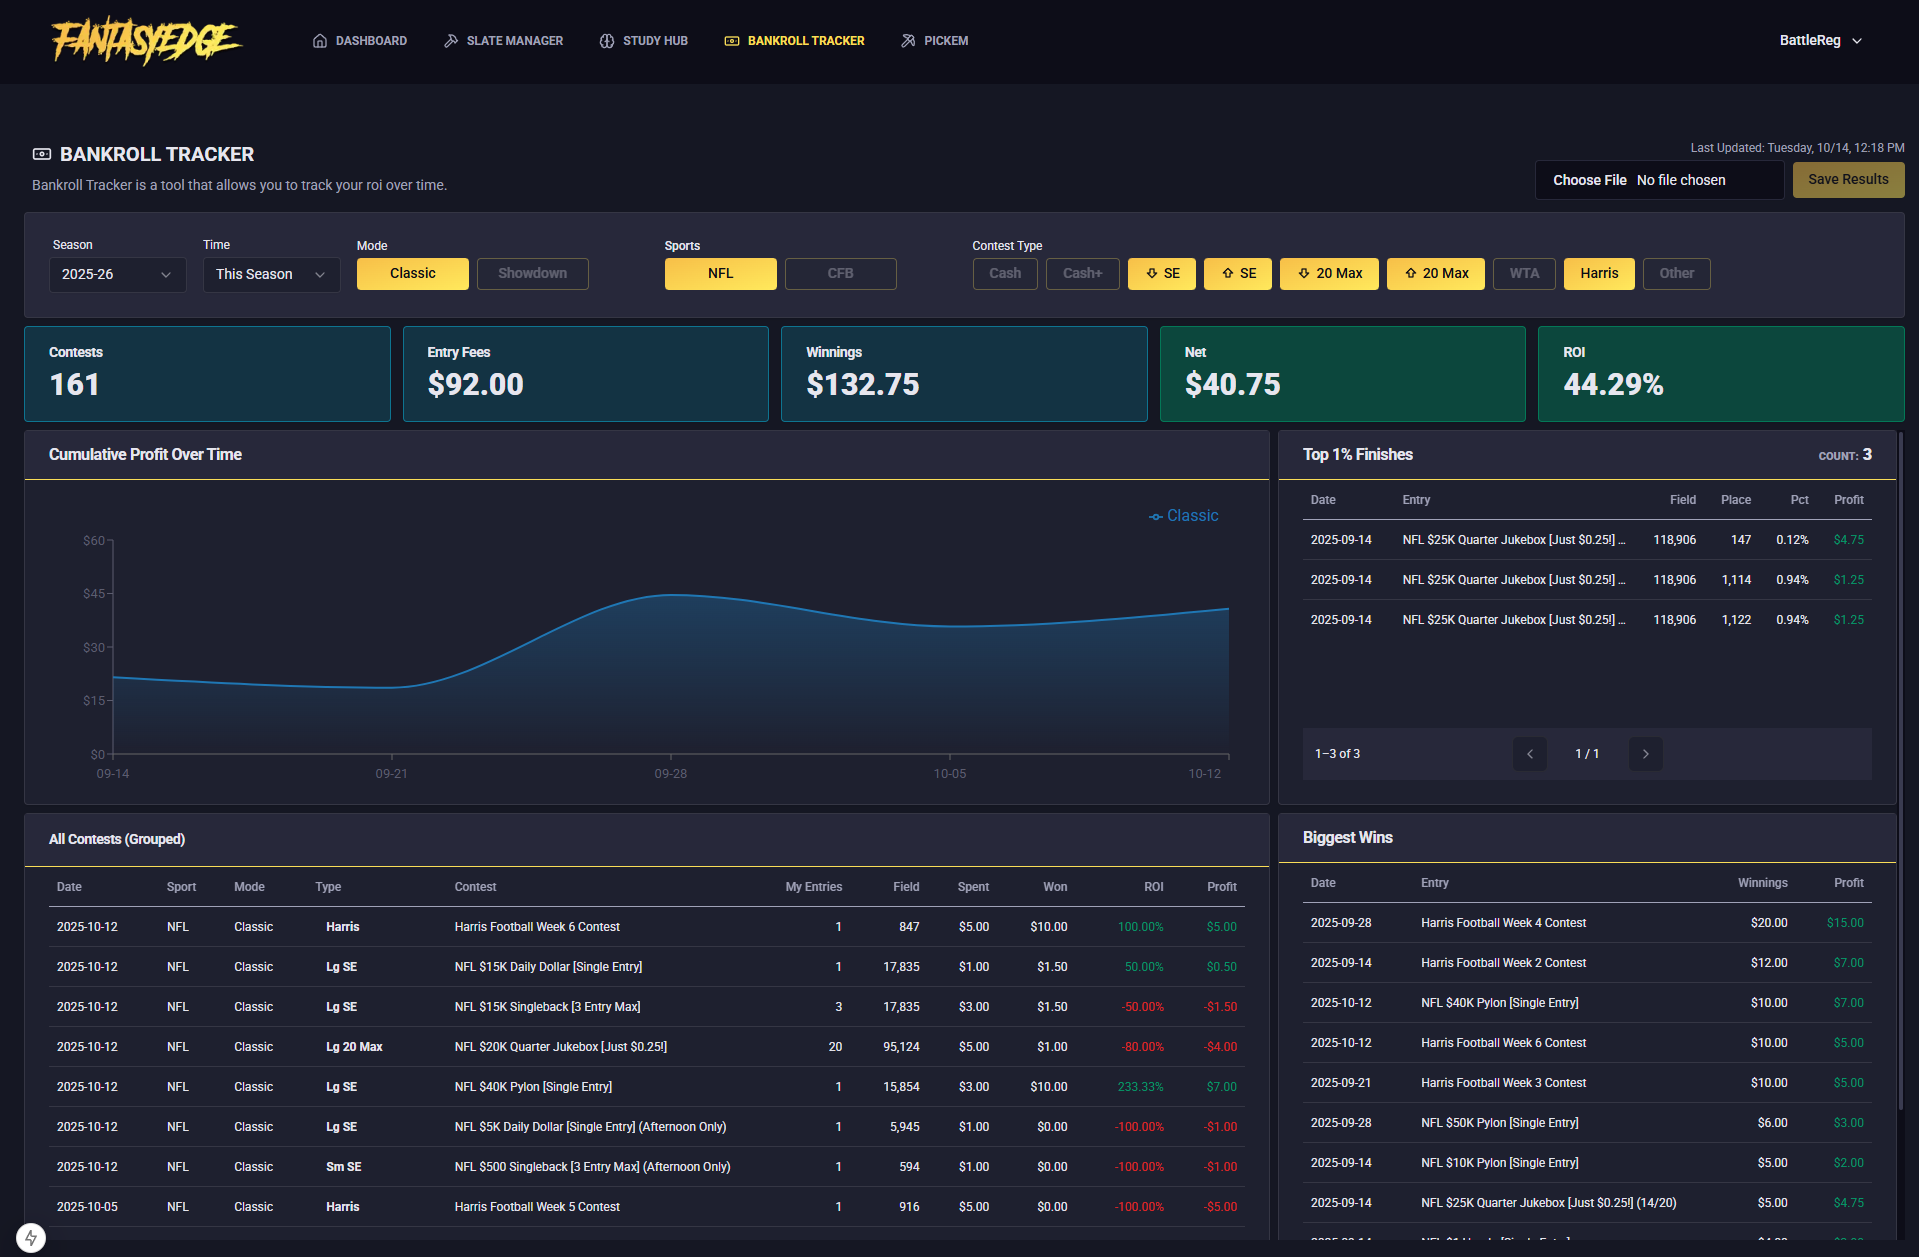 FANTASYEDGE
DASHBOARD SLATE MANAGER STUDY HUB BANKROLL TRACKER PICKEM BattleReg
BANKROLL TRACKER
Bankroll Tracker is a tool that allows you to track your roi over time.
Last Updated: Tuesday, 10/14, 12:18 PM
Choose File No file chosen Save Results
Season Time Mode Sports Contest Type
2025-26 This Season Classic Showdown NFL CFB Cash Cash+ SE SE 20 Max 20 Max WTA Harris Other
Contests
161
Entry Fees
$92.00
Winnings
$132.75
Net
$40.75
ROI
44.29%
Cumulative Profit Over Time
Classic
$60
$45
$30
$15
$0
09-14 09-21 09-28 10-05 10-12
Top 1% Finishes COUNT: 3
Date Entry Field Place Pct Profit
2025-09-14 NFL $25K Quarter Jukebox [Just $0.25!] ... 118,906 147 0.12% $4.75
2025-09-14 NFL $25K Quarter Jukebox [Just $0.25!] ... 118,906 1,114 0.94% $1.25
2025-09-14 NFL $25K Quarter Jukebox [Just $0.25!] ... 118,906 1,122 0.94% $1.25
1–3 of 3 1 / 1
All Contests (Grouped)
Date Sport Mode Type Contest My Entries Field Spent Won ROI Profit
2025-10-12 NFL Classic Harris Harris Football Week 6 Contest 1 847 $5.00 $10.00 100.00% $5.00
2025-10-12 NFL Classic Lg SE NFL $15K Daily Dollar [Single Entry] 1 17,835 $1.00 $1.50 50.00% $0.50
2025-10-12 NFL Classic Lg SE NFL $15K Singleback [3 Entry Max] 3 17,835 $3.00 $1.50 -50.00% -$1.50
2025-10-12 NFL Classic Lg 20 Max NFL $20K Quarter Jukebox [Just $0.25!] 20 95,124 $5.00 $1.00 -80.00% -$4.00
2025-10-12 NFL Classic Lg SE NFL $40K Pylon [Single Entry] 1 15,854 $3.00 $10.00 233.33% $7.00
2025-10-12 NFL Classic Lg SE NFL $5K Daily Dollar [Single Entry] (Afternoon Only) 1 5,945 $1.00 $0.00 -100.00% -$1.00
2025-10-12 NFL Classic Sm SE NFL $500 Singleback [3 Entry Max] (Afternoon Only) 1 594 $1.00 $0.00 -100.00% -$1.00
2025-10-05 NFL Classic Harris Harris Football Week 5 Contest 1 916 $5.00 $0.00 -100.00% -$5.00
Biggest Wins
Date Entry Winnings Profit
2025-09-28 Harris Football Week 4 Contest $20.00 $15.00
2025-09-14 Harris Football Week 2 Contest $12.00 $7.00
2025-10-12 NFL $40K Pylon [Single Entry] $10.00 $7.00
2025-10-12 Harris Football Week 6 Contest $10.00 $5.00
2025-09-21 Harris Football Week 3 Contest $10.00 $5.00
2025-09-28 NFL $50K Pylon [Single Entry] $6.00 $3.00
2025-09-14 NFL $10K Pylon [Single Entry] $5.00 $2.00
2025-09-14 NFL $25K Quarter Jukebox [Just $0.25!] (14/20) $5.00 $4.75